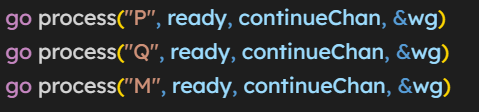 go process("P", ready, continueChan, &wg)
go process("Q", ready, continueChan, &wg)
go process("M", ready, continueChan, &wg)